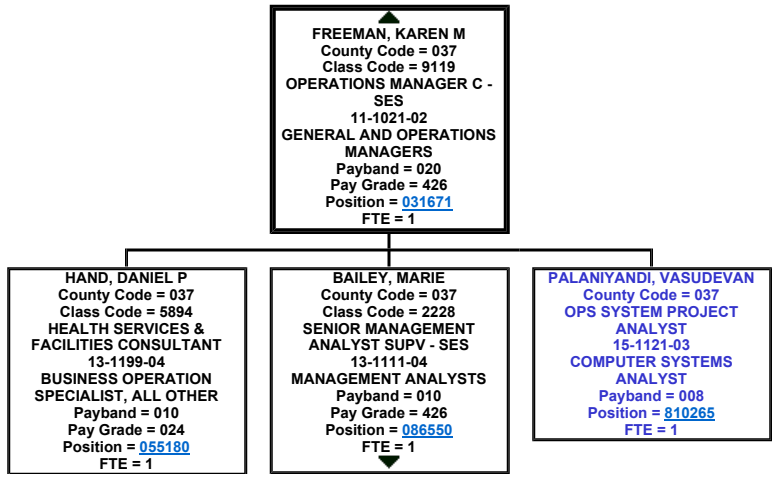 FREEMAN, KAREN M
County Code = 037
Class Code = 9119
OPERATIONS MANAGER C -
SES
11-1021-02
GENERAL AND OPERATIONS
MANAGERS
Payband = 020
Pay Grade = 426
Position = 031671
FTE = 1
HAND, DANIEL P
County Code = 037
Class Code = 5894
HEALTH SERVICES &
FACILITIES CONSULTANT
13-1199-04
BUSINESS OPERATION
SPECIALIST, ALL OTHER
Payband = 010
Pay Grade = 024
Position = 055180
FTE = 1
BAILEY, MARIE
County Code = 037
Class Code = 2228
SENIOR MANAGEMENT
ANALYST SUPV - SES
13-1111-04
MANAGEMENT ANALYSTS
Payband = 010
Pay Grade = 426
Position = 086550
FTE = 1
PALANIYANDI, VASUDEVAN
County Code = 037
OPS SYSTEM PROJECT
ANALYST
15-1121-03
COMPUTER SYSTEMS
ANALYST
Payband = 008
Position = 810265
FTE = 1